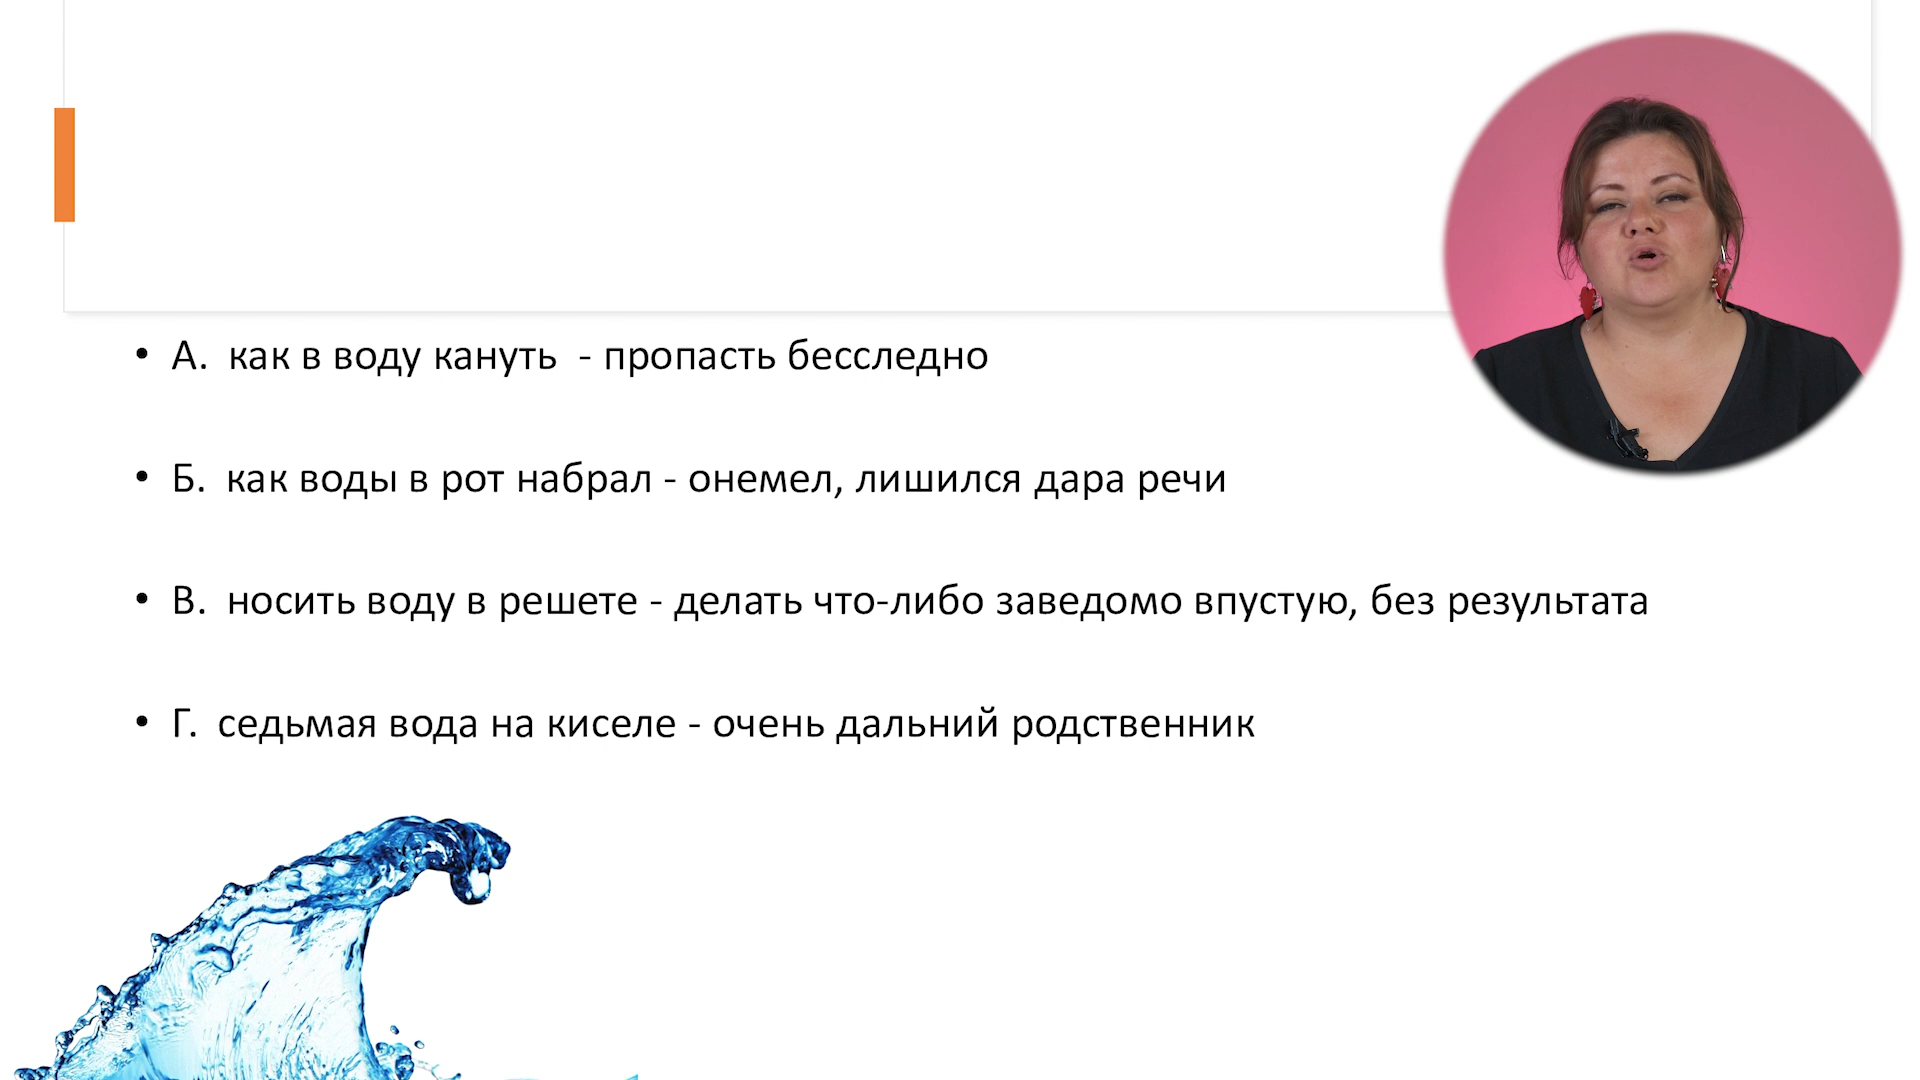 • А.  как в воду кануть  - пропасть бесследно
• Б.  как воды в рот набрал - онемел, лишился дара речи
• В.  носить воду в решете - делать что-либо заведомо впустую, без результата
• Г.  седьмая вода на киселе - очень дальний родственник